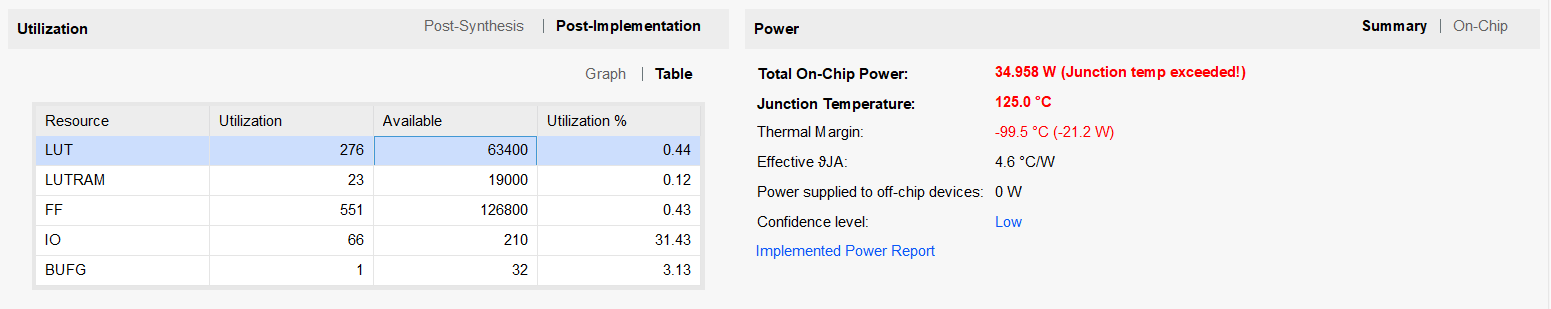 Utilization Post-Synthesis | Post-Implementation
Graph | Table
Resource Utilization Available Utilization %
LUT 276 63400 0.44
LUTRAM 23 19000 0.12
FF 551 126800 0.43
IO 66 210 31.43
BUFG 1 32 3.13
Power Summary | On-Chip
Total On-Chip Power: 34.958 W (Junction temp exceeded!)
Junction Temperature: 125.0 °C
Thermal Margin: -99.5 °C (-21.2 W)
Effective ϑJA: 4.6 °C/W
Power supplied to off-chip devices: 0 W
Confidence level: Low
Implemented Power Report